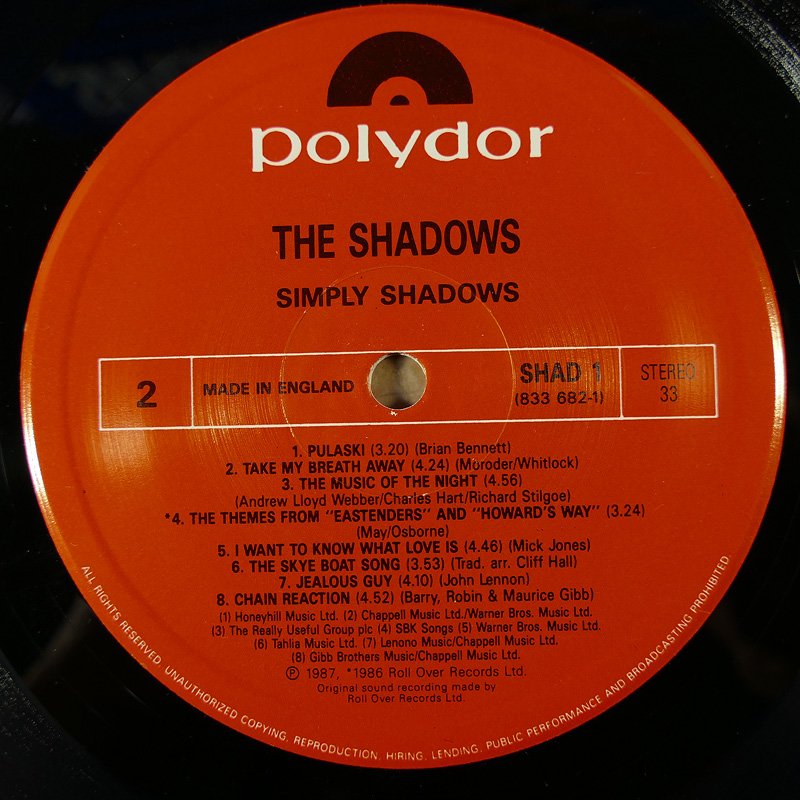 polydor
THE SHADOWS
SIMPLY SHADOWS
2
MADE IN ENGLAND
SHAD 1
(833 682-1)
STEREO
33
1. PULASKI (3.20) (Brian Bennett)
2. TAKE MY BREATH AWAY (4.24) (Moroder/Whitlock)
3. THE MUSIC OF THE NIGHT (4.56)
(Andrew Lloyd Webber/Charles Hart/Richard Stilgoe)
*4. THE THEMES FROM "EASTENDERS" AND "HOWARD'S WAY" (3.24)
(May/Osborne)
5. I WANT TO KNOW WHAT LOVE IS (4.46) (Mick Jones)
6. THE SKYE BOAT SONG (3.53) (Trad. arr. Cliff Hall)
7. JEALOUS GUY (4.10) (John Lennon)
8. CHAIN REACTION (4.52) (Barry, Robin & Maurice Gibb)
(1) Honeyhill Music Ltd. (2) Chappell Music Ltd./Warner Bros. Music Ltd.
(3) The Really Useful Group plc (4) SBK Songs (5) Warner Bros. Music Ltd.
(6) Tahlia Music Ltd. (7) Lenono Music/Chappell Music Ltd.
(8) Gibb Brothers Music/Chappell Music Ltd.
℗ 1987, *1986 Roll Over Records Ltd.
Original sound recording made by
Roll Over Records Ltd.
ALL RIGHTS RESERVED. UNAUTHORIZED COPYING, REPRODUCTION, HIRING, LENDING, PUBLIC PERFORMANCE AND BROADCASTING PROHIBITED.